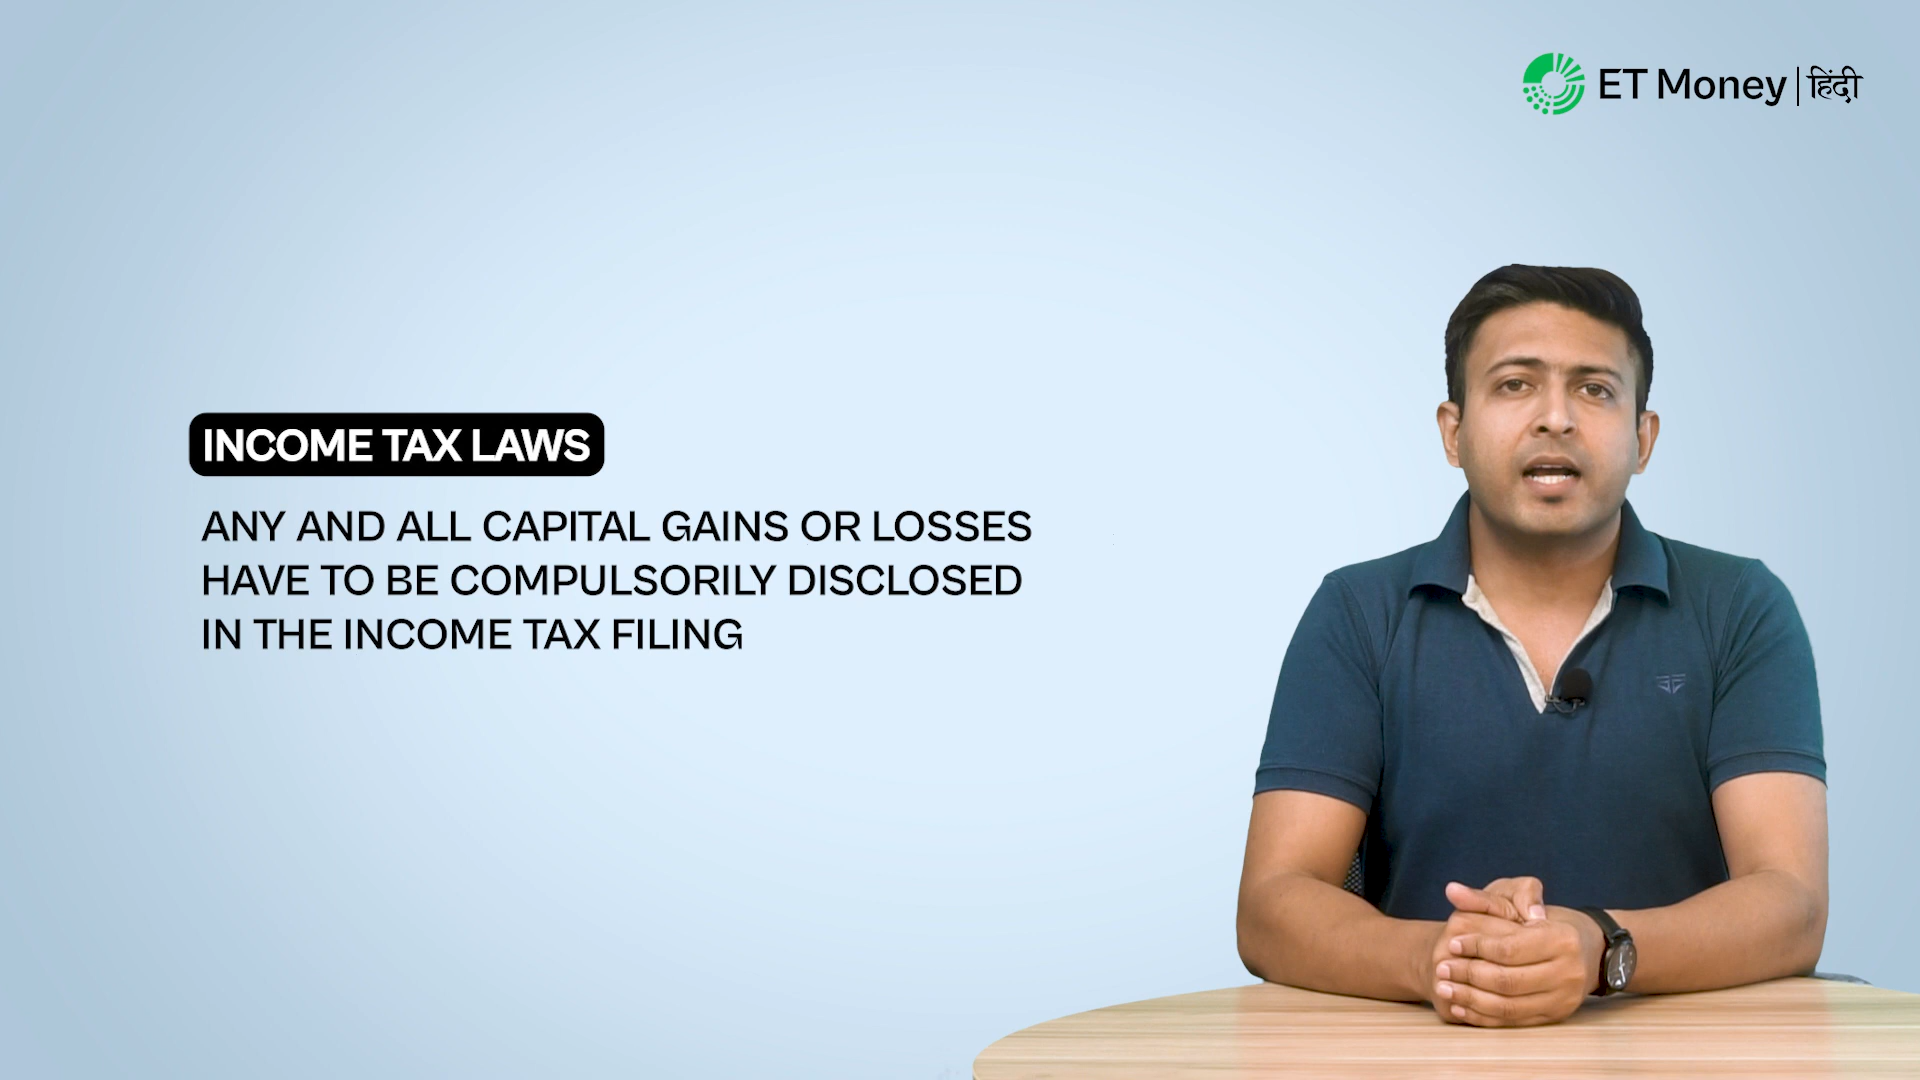 ET Money | हिंदी
INCOME TAX LAWS
ANY AND ALL CAPITAL GAINS OR LOSSES
HAVE TO BE COMPULSORILY DISCLOSED
IN THE INCOME TAX FILING